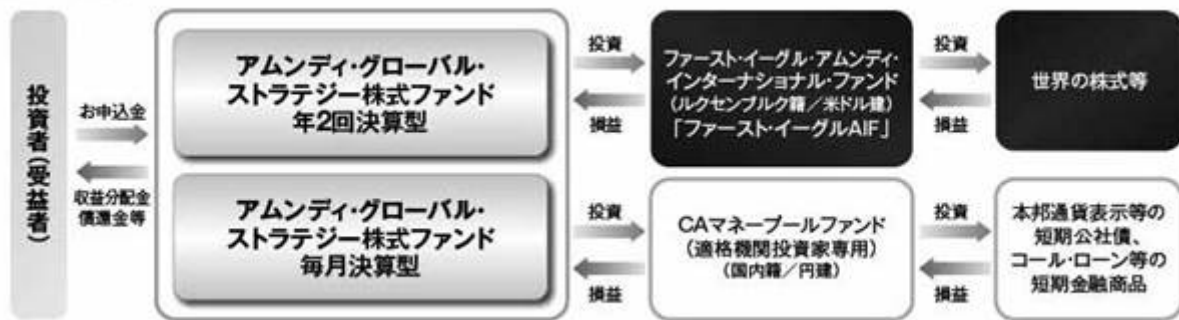 投資者(受益者)
お申込金
収益分配金
償還金等
アムンディ・グローバル・
ストラテジー株式ファンド
年2回決算型
アムンディ・グローバル・
ストラテジー株式ファンド
毎月決算型
投資
損益
ファースト・イーグル・アムンディ・
インターナショナル・ファンド
(ルクセンブルク籍/米ドル建)
「ファースト・イーグルAIF」
投資
損益
世界の株式等
投資
損益
CAマネープールファンド
(適格機関投資家専用)
(国内籍/円建)
投資
損益
本邦通貨表示等の
短期公社債、
コール・ローン等の
短期金融商品